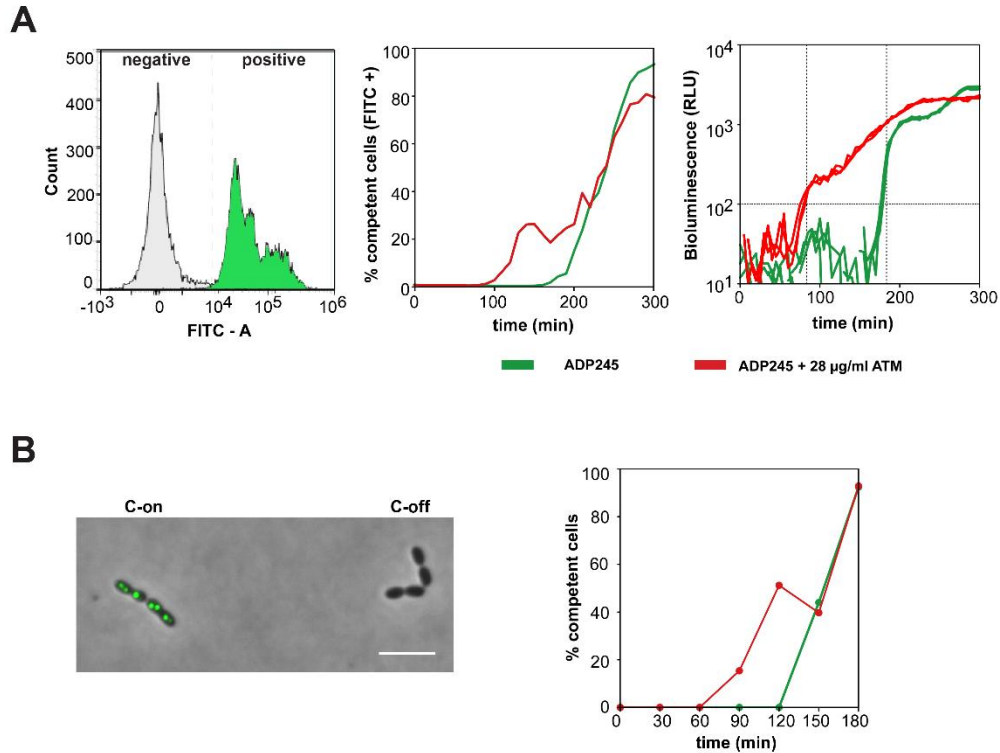 A
500
400
300
200
100
0
Count
negative positive
-10³ 0 10⁴ 10⁵ 10⁶
FITC - A
100
80
60
40
20
0
% competent cells (FITC +)
0 100 200 300
time (min)
10⁴
10³
10²
10¹
Bioluminescence (RLU)
0 100 200 300
time (min)
ADP245 ADP245 + 28 µg/ml ATM
B
C-on C-off
100
80
60
40
20
0
% competent cells
0 30 60 90 120 150 180
time (min)